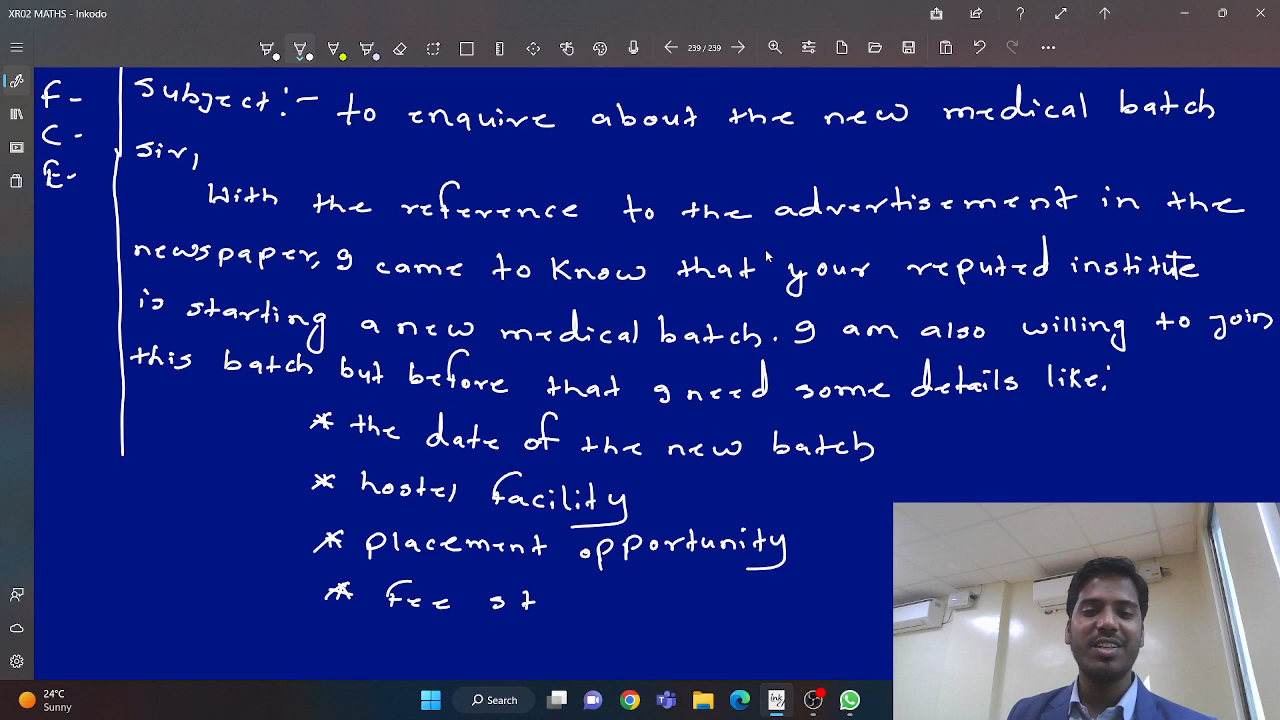 XR02 MATHS - Inkodo
239 / 239
F-
C-
E-
Subject:- to enquire about the new medical batch
Sir,
With the reference to the advertisement in the
newspaper, I came to know that your reputed institute
is starting a new medical batch. I am also willing to join
this batch but before that I need some details like:
* the date of the new batch
* hostel facility
* placement opportunity
* Fee st
24°C
Sunny
Search
ink